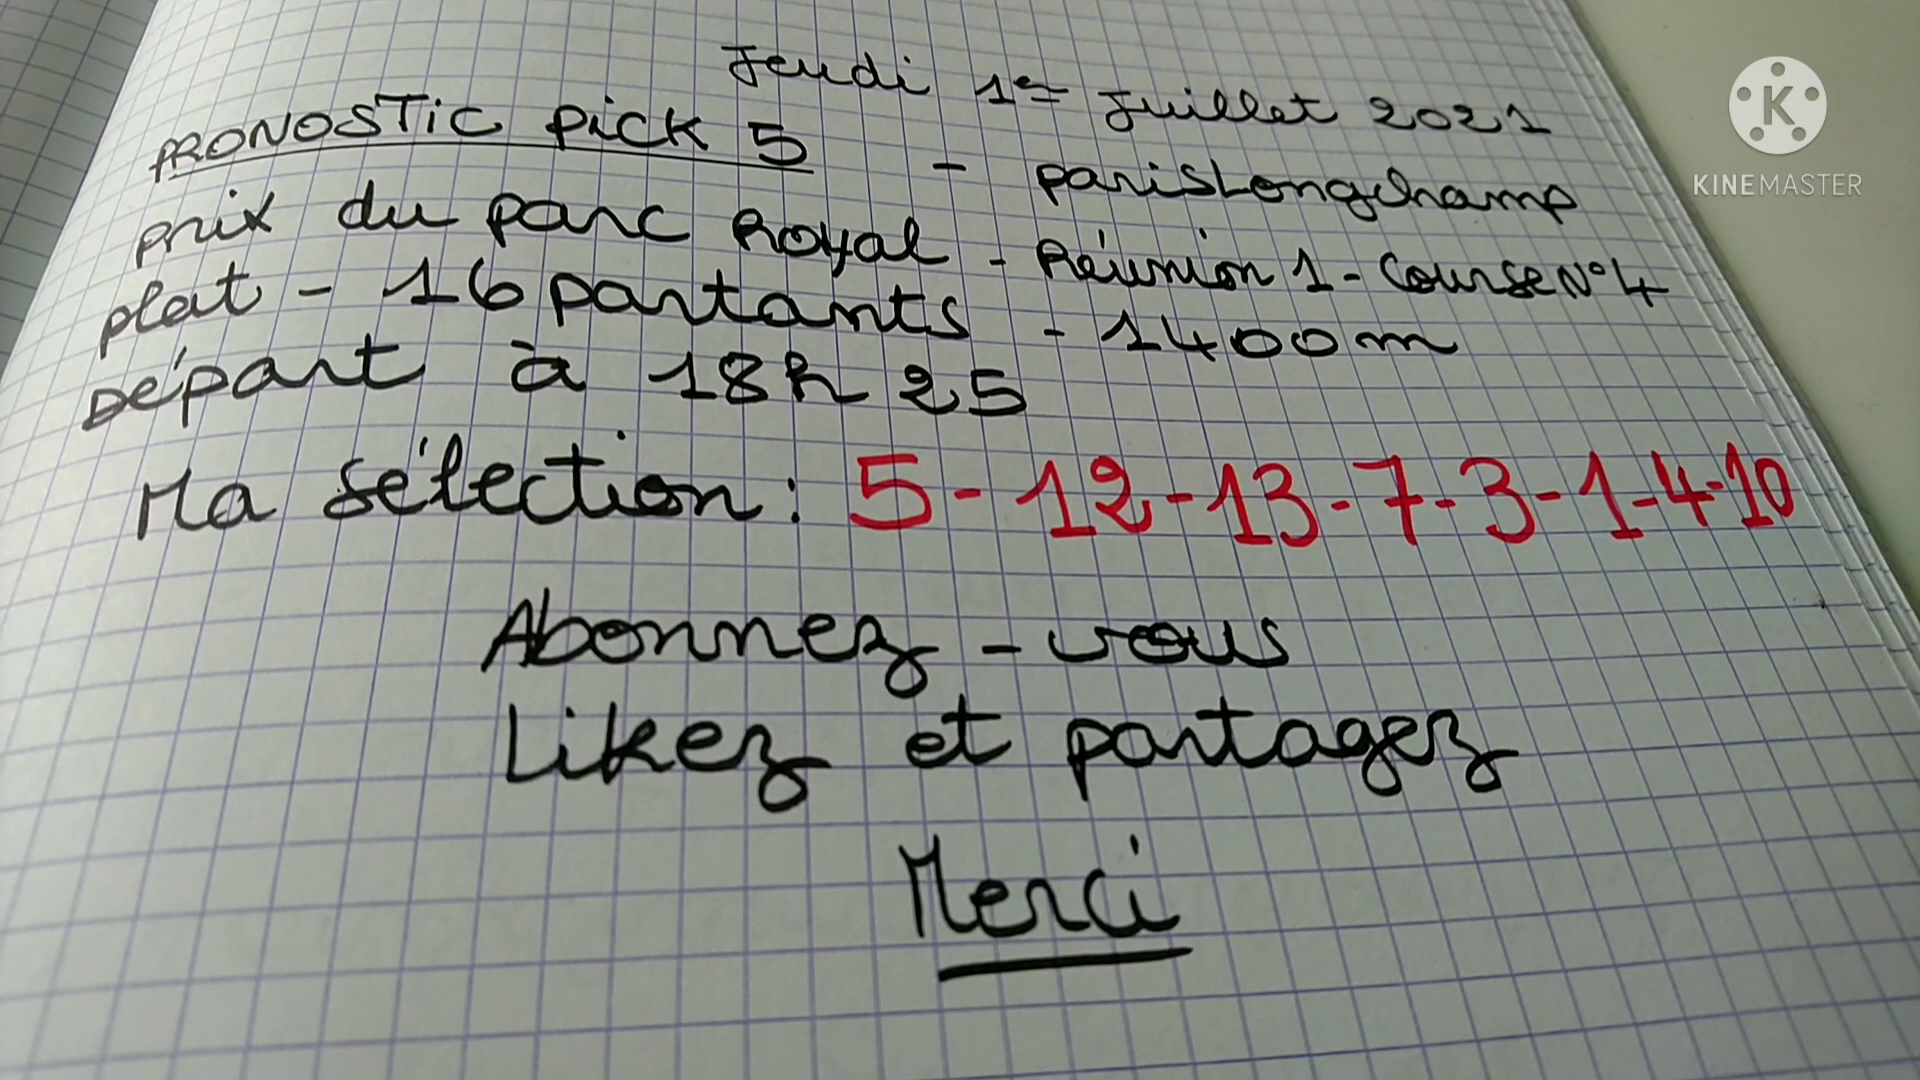 Jeudi 1er Juillet 2021
PRONOSTIC PICK 5 - parisLongchamp
prix du parc Royal - Réunion 1 - Course N°4
plat - 16 partants - 1400m
Départ à 18h25
Ma sélection : 5-12-13-7-3-1-4-10
Abonnez-vous
Likez et partagez
Merci
K
KINEMASTER